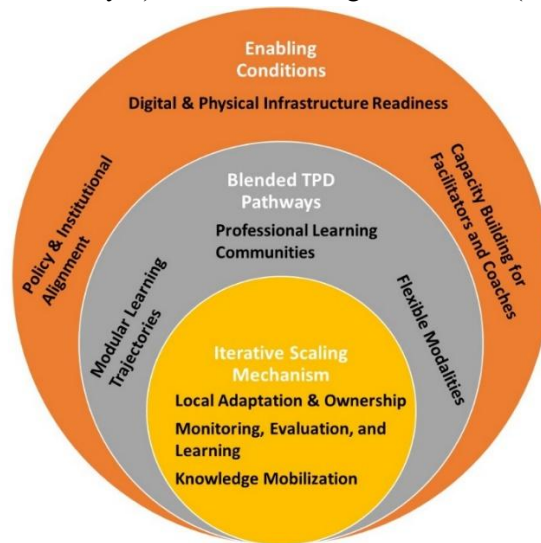 Enabling
Conditions
Digital & Physical Infrastructure Readiness
Policy & Institutional
Alignment
Capacity Building for
Facilitators and Coaches
Blended TPD
Pathways
Professional Learning
Communities
Modular Learning
Trajectories
Flexible Modalities
Iterative Scaling
Mechanism
Local Adaptation & Ownership
Monitoring, Evaluation, and
Learning
Knowledge Mobilization